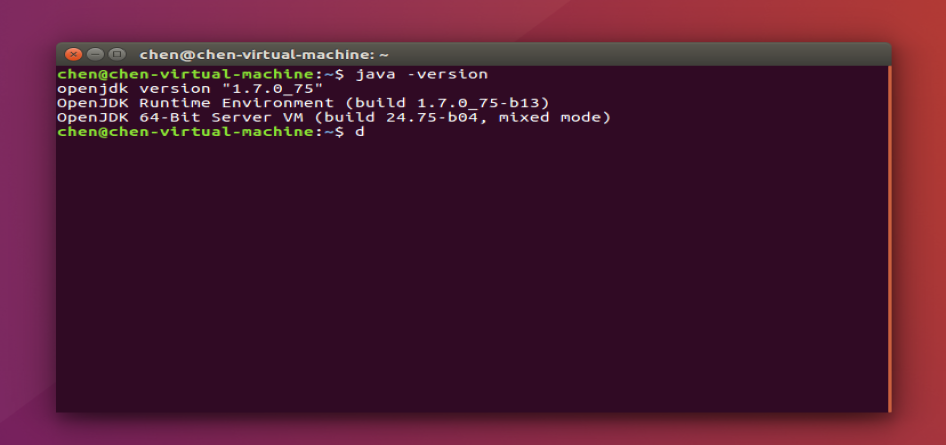 chen@chen-virtual-machine: ~
chen@chen-virtual-machine:~$ java -version
openjdk version "1.7.0_75"
OpenJDK Runtime Environment (build 1.7.0_75-b13)
OpenJDK 64-Bit Server VM (build 24.75-b04, mixed mode)
chen@chen-virtual-machine:~$ d